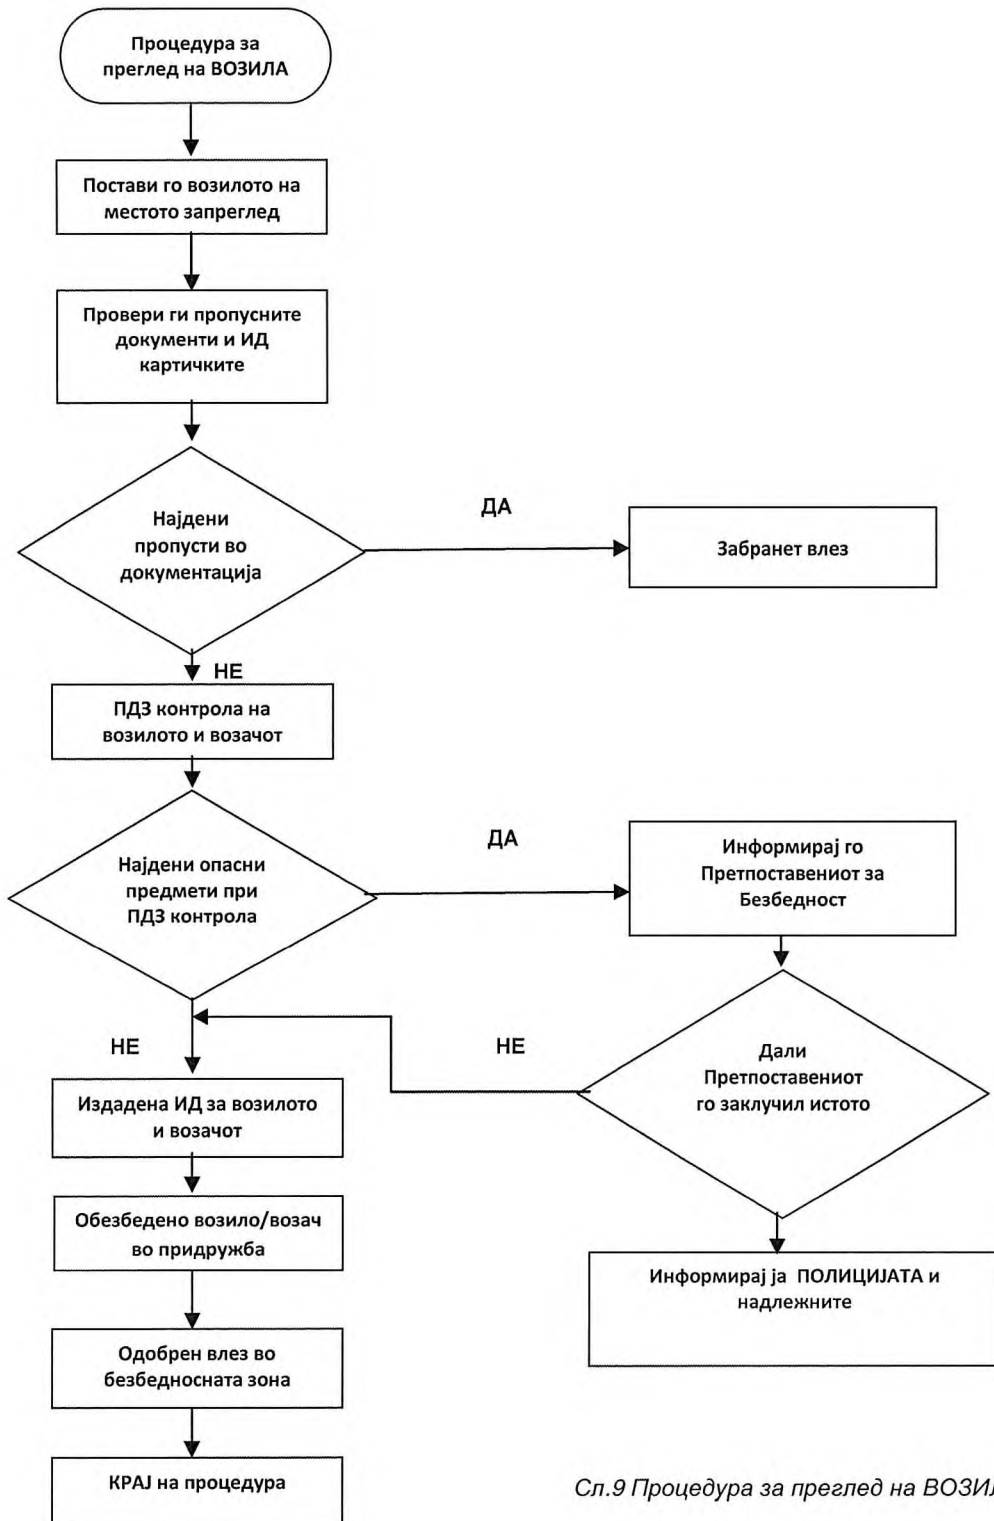 Процедура за
преглед на ВОЗИЛА
Постави го возилото на
местото запреглед
Провери ги пропусните
документи и ИД
картичките
Најдени
пропусти во
документација
ДА
Забранет влез
НЕ
ПДЗ контрола на
возилото и возачот
Најдени опасни
предмети при
ПДЗ контрола
ДА
Информирај го
Претпоставениот за
Безбедност
НЕ
НЕ
Дали
Претпоставениот
го заклучил истото
Издадена ИД за возилото
и возачот
Обезбедено возило/возач
во придружба
Информирај ја ПОЛИЦИЈАТА и
надлежните
Одобрен влез во
безбедносната зона
КРАЈ на процедура
Сл.9 Процедура за преглед на